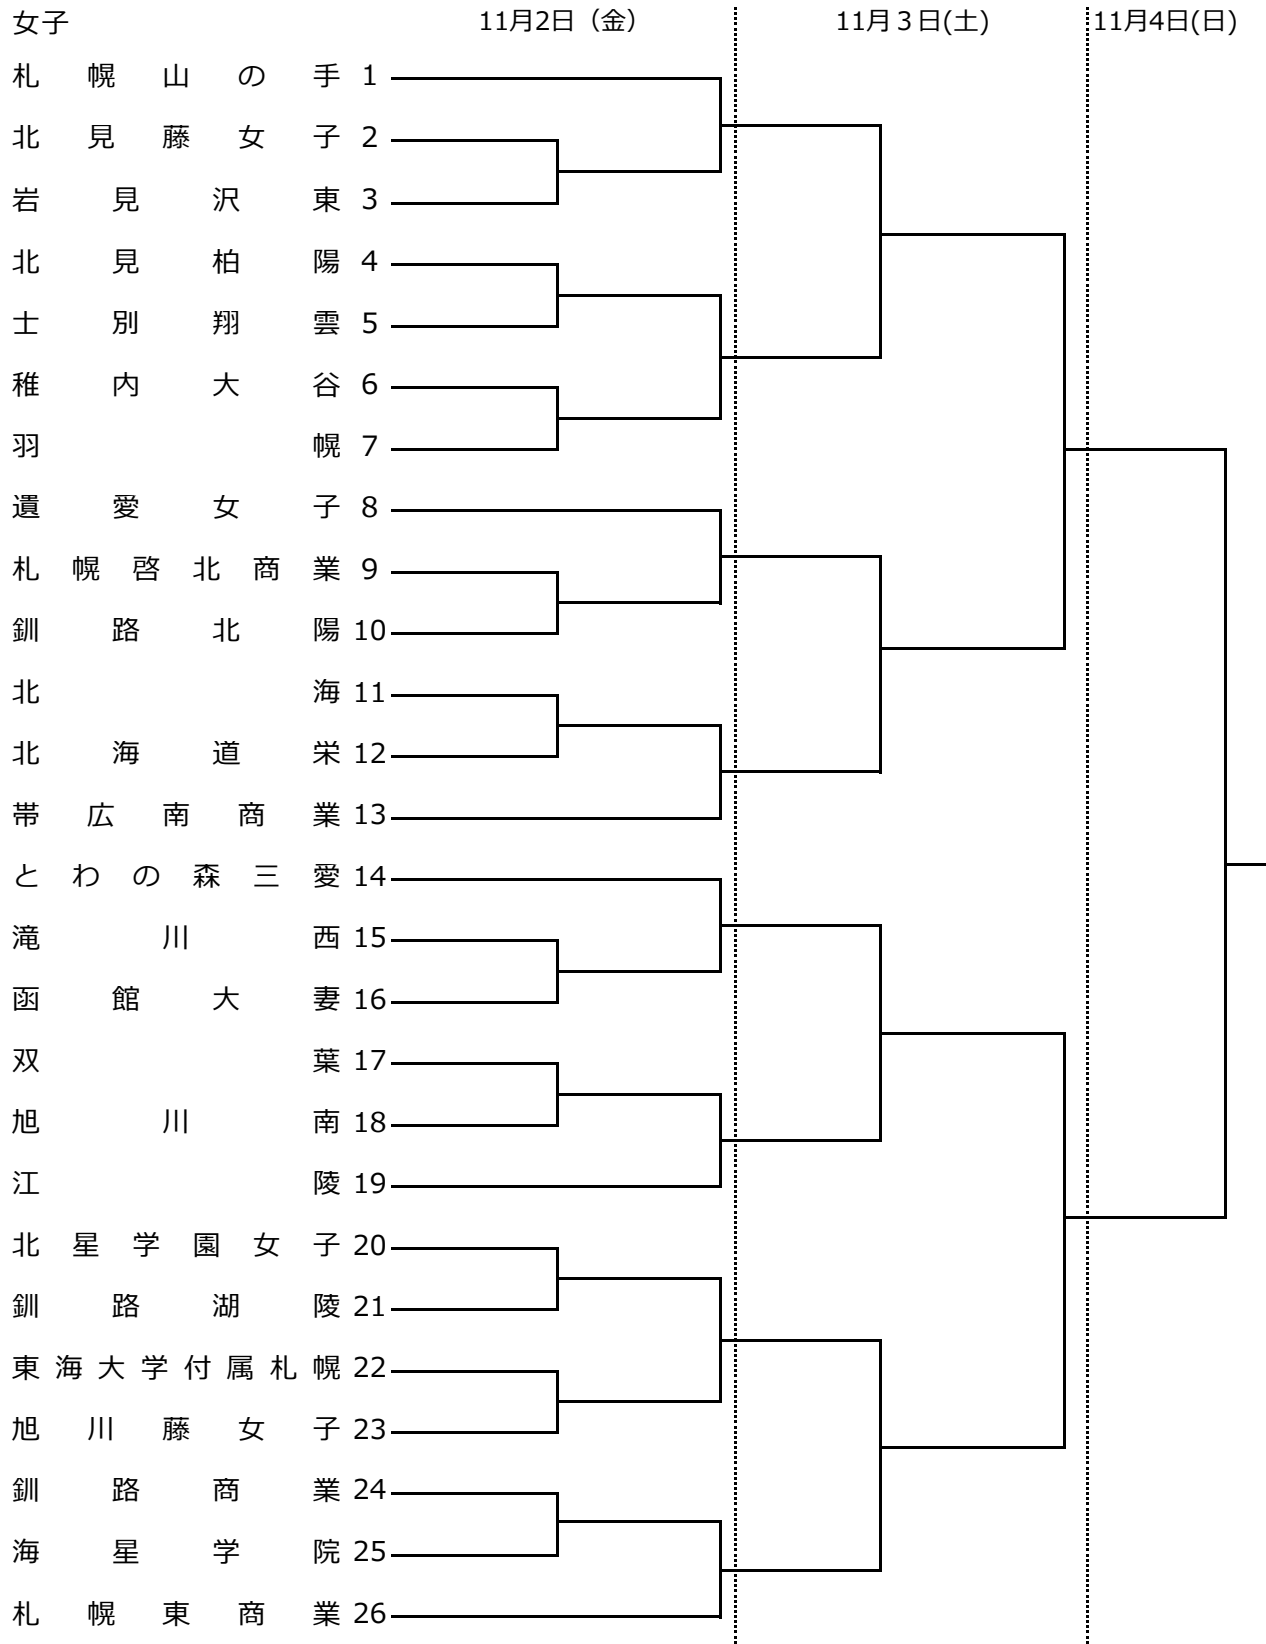 女子 11月2日（金） 11月３日(土) 11月4日(日)
札幌山の手 1
北見藤女子 2
岩見沢東 3
北見柏陽 4
士別翔雲 5
稚内大谷 6
羽幌 7
遺愛女子 8
札幌啓北商業 9
釧路北陽 10
北海 11
北海道栄 12
帯広南商業 13
とわの森三愛 14
滝川西 15
函館大妻 16
双葉 17
旭川南 18
江陵 19
北星学園女子 20
釧路湖陵 21
東海大学付属札幌 22
旭川藤女子 23
釧路商業 24
海星学院 25
札幌東商業 26